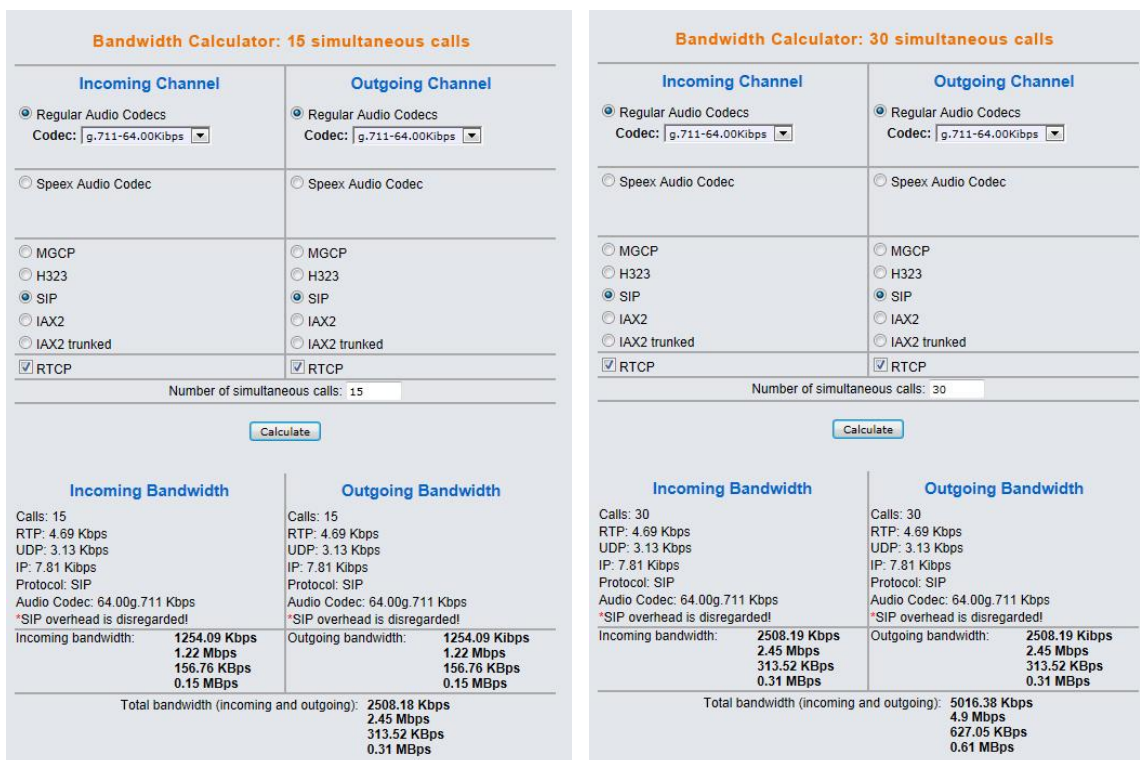 Bandwidth Calculator: 15 simultaneous calls
Incoming Channel
Outgoing Channel
Regular Audio Codecs
Codec: g.711-64.00Kibps
Regular Audio Codecs
Codec: g.711-64.00Kibps
Speex Audio Codec
Speex Audio Codec
MGCP
H323
SIP
IAX2
IAX2 trunked
MGCP
H323
SIP
IAX2
IAX2 trunked
RTCP
RTCP
Number of simultaneous calls: 15
Calculate
Incoming Bandwidth
Calls: 15
RTP: 4.69 Kbps
UDP: 3.13 Kbps
IP: 7.81 Kibps
Protocol: SIP
Audio Codec: 64.00g.711 Kbps
*SIP overhead is disregarded!
Outgoing Bandwidth
Calls: 15
RTP: 4.69 Kbps
UDP: 3.13 Kbps
IP: 7.81 Kibps
Protocol: SIP
Audio Codec: 64.00g.711 Kbps
*SIP overhead is disregarded!
Incoming bandwidth: 1254.09 Kbps
1.22 Mbps
156.76 KBps
0.15 MBps
Outgoing bandwidth: 1254.09 Kibps
1.22 Mbps
156.76 KBps
0.15 MBps
Total bandwidth (incoming and outgoing): 2508.18 Kbps
2.45 Mbps
313.52 KBps
0.31 MBps
Bandwidth Calculator: 30 simultaneous calls
Incoming Channel
Outgoing Channel
Regular Audio Codecs
Codec: g.711-64.00Kibps
Regular Audio Codecs
Codec: g.711-64.00Kibps
Speex Audio Codec
Speex Audio Codec
MGCP
H323
SIP
IAX2
IAX2 trunked
MGCP
H323
SIP
IAX2
IAX2 trunked
RTCP
RTCP
Number of simultaneous calls: 30
Calculate
Incoming Bandwidth
Calls: 30
RTP: 4.69 Kbps
UDP: 3.13 Kbps
IP: 7.81 Kibps
Protocol: SIP
Audio Codec: 64.00g.711 Kbps
*SIP overhead is disregarded!
Outgoing Bandwidth
Calls: 30
RTP: 4.69 Kbps
UDP: 3.13 Kbps
IP: 7.81 Kibps
Protocol: SIP
Audio Codec: 64.00g.711 Kbps
*SIP overhead is disregarded!
Incoming bandwidth: 2508.19 Kbps
2.45 Mbps
313.52 KBps
0.31 MBps
Outgoing bandwidth: 2508.19 Kibps
2.45 Mbps
313.52 KBps
0.31 MBps
Total bandwidth (incoming and outgoing): 5016.38 Kbps
4.9 Mbps
627.05 KBps
0.61 MBps